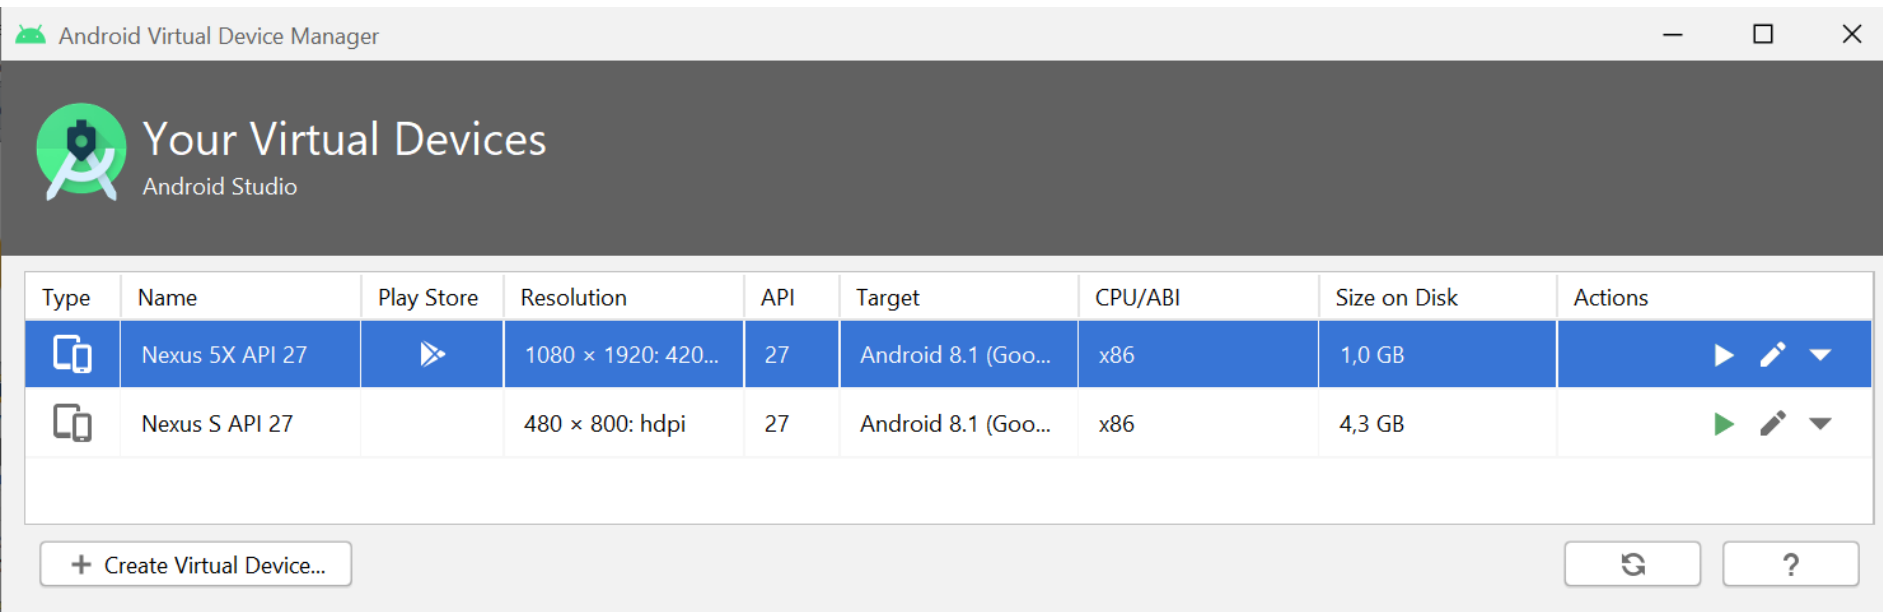 Android Virtual Device Manager
Your Virtual Devices
Android Studio
Type Name Play Store Resolution API Target CPU/ABI Size on Disk Actions
Nexus 5X API 27 1080 × 1920: 420... 27 Android 8.1 (Goo... x86 1,0 GB
Nexus S API 27 480 × 800: hdpi 27 Android 8.1 (Goo... x86 4,3 GB
+ Create Virtual Device... ?